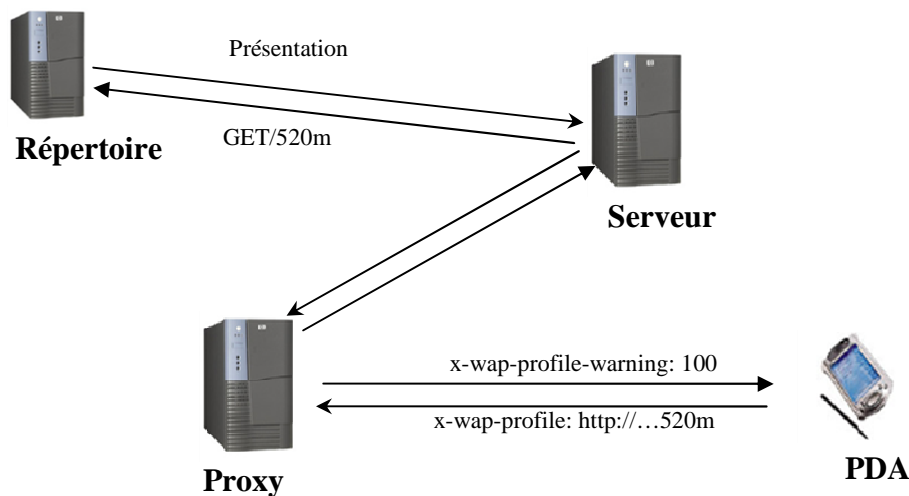 Présentation
GET/520m
Répertoire
Serveur
x-wap-profile-warning: 100
x-wap-profile: http://…520m
PDA
Proxy